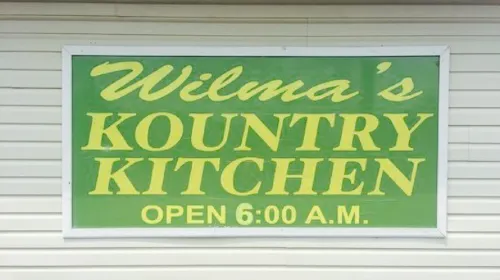 Wilma's
KOUNTRY
KITCHEN
OPEN 6:00 A.M.